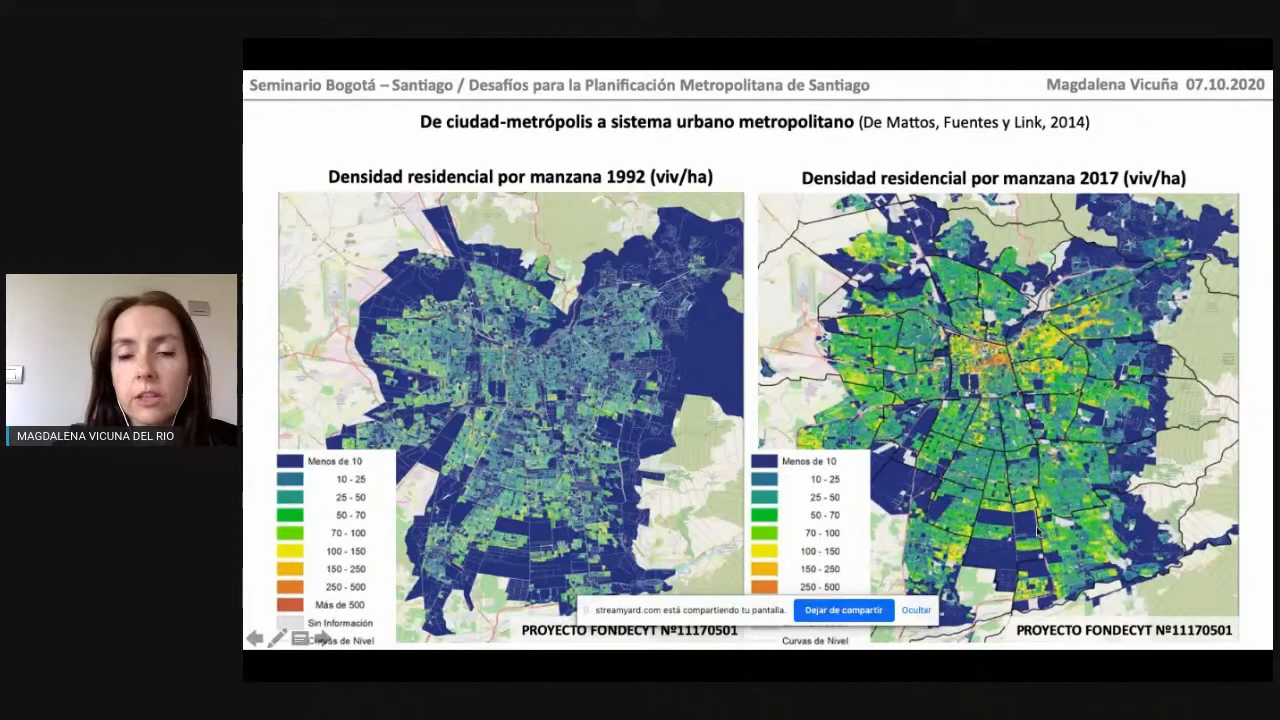 Seminario Bogotá – Santiago / Desafíos para la Planificación Metropolitana de Santiago
Magdalena Vicuña 07.10.2020
De ciudad-metrópolis a sistema urbano metropolitano (De Mattos, Fuentes y Link, 2014)
Densidad residencial por manzana 1992 (viv/ha)
Densidad residencial por manzana 2017 (viv/ha)
MAGDALENA VICUNA DEL RIO
Menos de 10
10 - 25
25 - 50
50 - 70
70 - 100
100 - 150
150 - 250
250 - 500
Más de 500
Sin Información
Curvas de Nivel
Menos de 10
10 - 25
25 - 50
50 - 70
70 - 100
100 - 150
150 - 250
250 - 500
Curvas de Nivel
streamyard.com está compartiendo tu pantalla.
Dejar de compartir
Ocultar
PROYECTO FONDECYT Nº11170501
PROYECTO FONDECYT Nº11170501